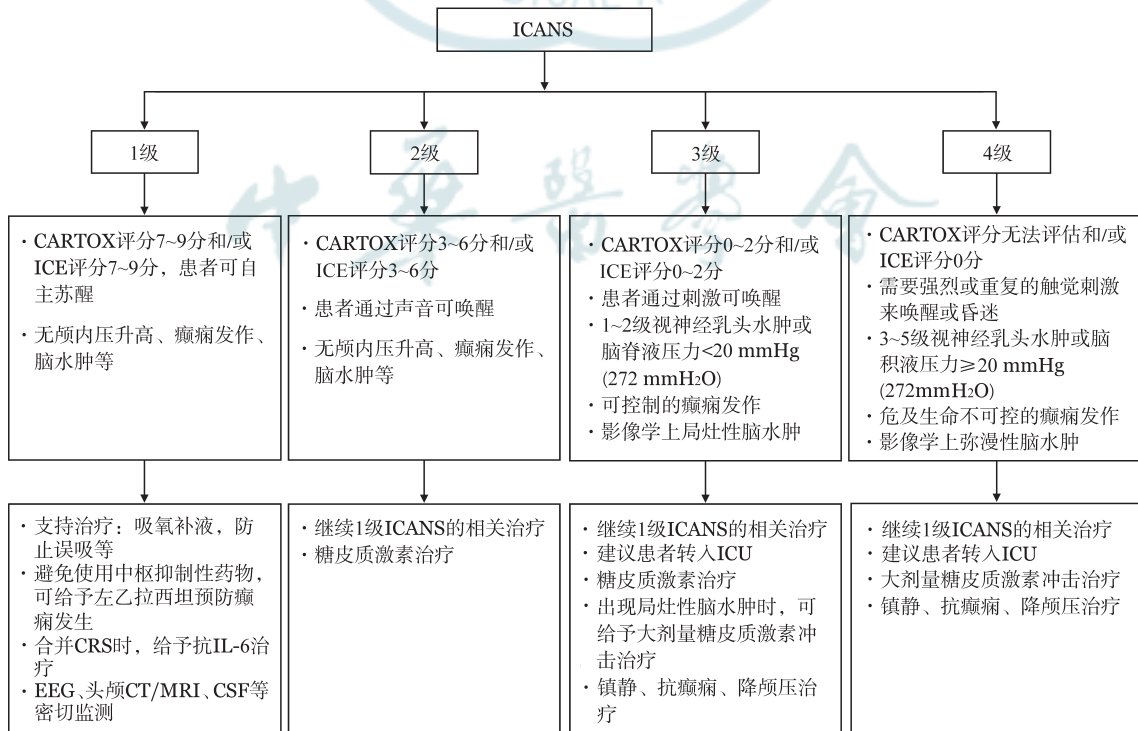 ICANS
1级
2级
3级
4级
· CARTOX评分7~9分和/或
ICE评分7~9分，患者可自
主苏醒
· 无颅内压升高、癫痫发作、
脑水肿等
· CARTOX评分3~6分和/或
ICE评分3~6分
· 患者通过声音可唤醒
· 无颅内压升高、癫痫发作、
脑水肿等
· CARTOX评分0~2分和/或
ICE评分0~2分
· 患者通过刺激可唤醒
· 1~2级视神经乳头水肿或
脑脊液压力<20 mmHg
(272 mmH2O)
· 可控制的癫痫发作
· 影像学上局灶性脑水肿
· CARTOX评分无法评估和/或
ICE评分0分
· 需要强烈或重复的触觉刺激
来唤醒或昏迷
· 3~5级视神经乳头水肿或脑
积液压力≥20 mmHg
(272mmH2O)
· 危及生命不可控的癫痫发作
· 影像学上弥漫性脑水肿
· 支持治疗：吸氧补液，防
止误吸等
· 避免使用中枢抑制性药物，
可给予左乙拉西坦预防癫
痫发生
· 合并CRS时，给予抗IL-6治
疗
· EEG、头颅CT/MRI、CSF等
密切监测
· 继续1级ICANS的相关治疗
· 糖皮质激素治疗
· 继续1级ICANS的相关治疗
· 建议患者转入ICU
· 糖皮质激素治疗
· 出现局灶性脑水肿时，可
给予大剂量糖皮质激素冲
击治疗
· 镇静、抗癫痫、降颅压治
疗
· 继续1级ICANS的相关治疗
· 建议患者转入ICU
· 大剂量糖皮质激素冲击治疗
· 镇静、抗癫痫、降颅压治疗
中华醫學會